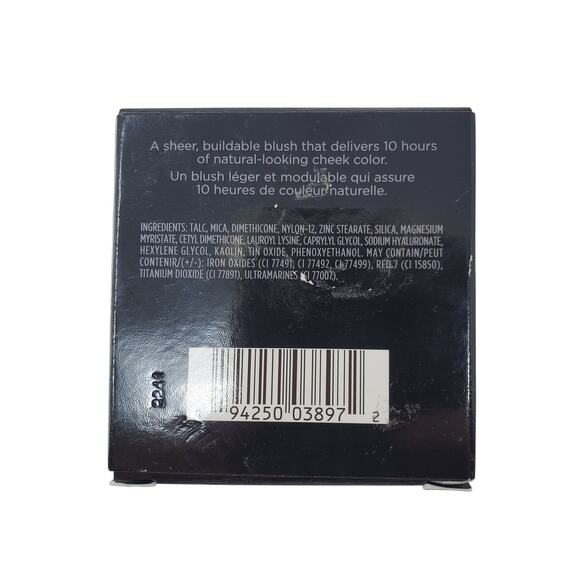 A sheer, buildable blush that delivers 10 hours
of natural-looking cheek color.
Un blush léger et modulable qui assure
10 heures de couleur naturelle.
INGREDIENTS: TALC, MICA, DIMETHICONE, NYLON-12, ZINC STEARATE, SILICA, MAGNESIUM
MYRISTATE, CETYL DIMETHICONE, LAUROYL LYSINE, CAPRYLYL GLYCOL, SODIUM HYALURONATE,
HEXYLENE GLYCOL, KAOLIN, TIN OXIDE, PHENOXYETHANOL. MAY CONTAIN/PEUT
CONTENIR/(+/-): IRON OXIDES (CI 77491, CI 77492, CI 77499), RED 7 (CI 15850),
TITANIUM DIOXIDE (CI 77891), ULTRAMARINES (CI 77007).
94250 03897 2